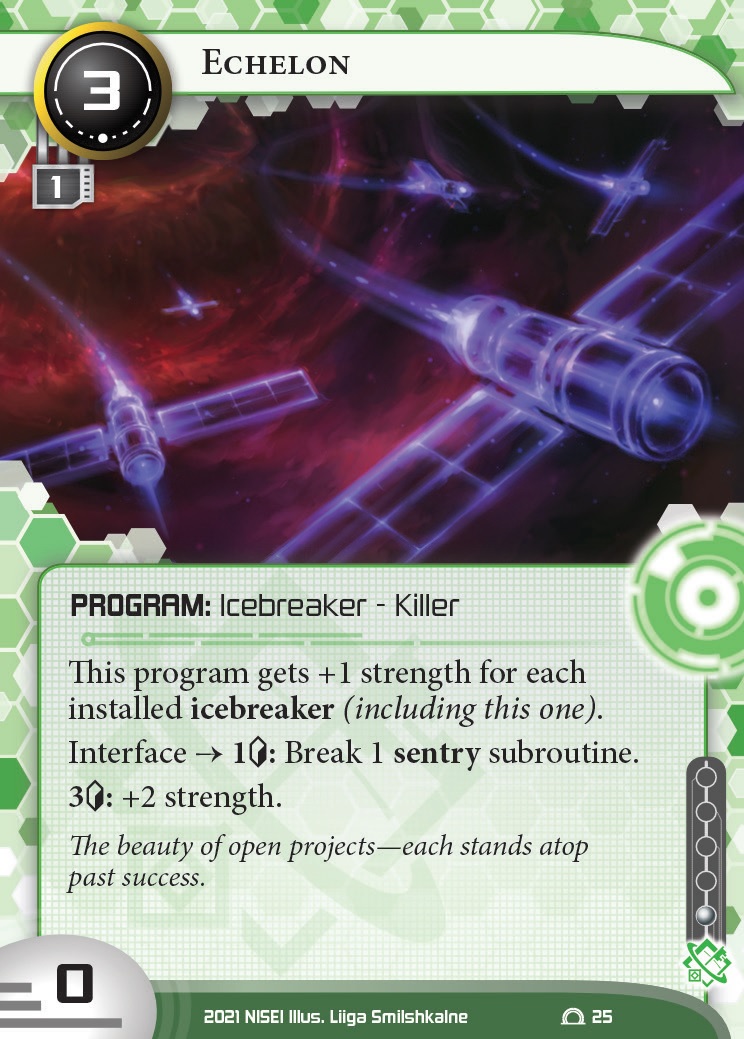 3
Echelon
1
PROGRAM: Icebreaker - Killer
This program gets +1 strength for each
installed icebreaker (including this one).
Interface → 1: Break 1 sentry subroutine.
3: +2 strength.
The beauty of open projects—each stands atop
past success.
0
2021 NISEI Illus. Liiga Smilshkalne
25